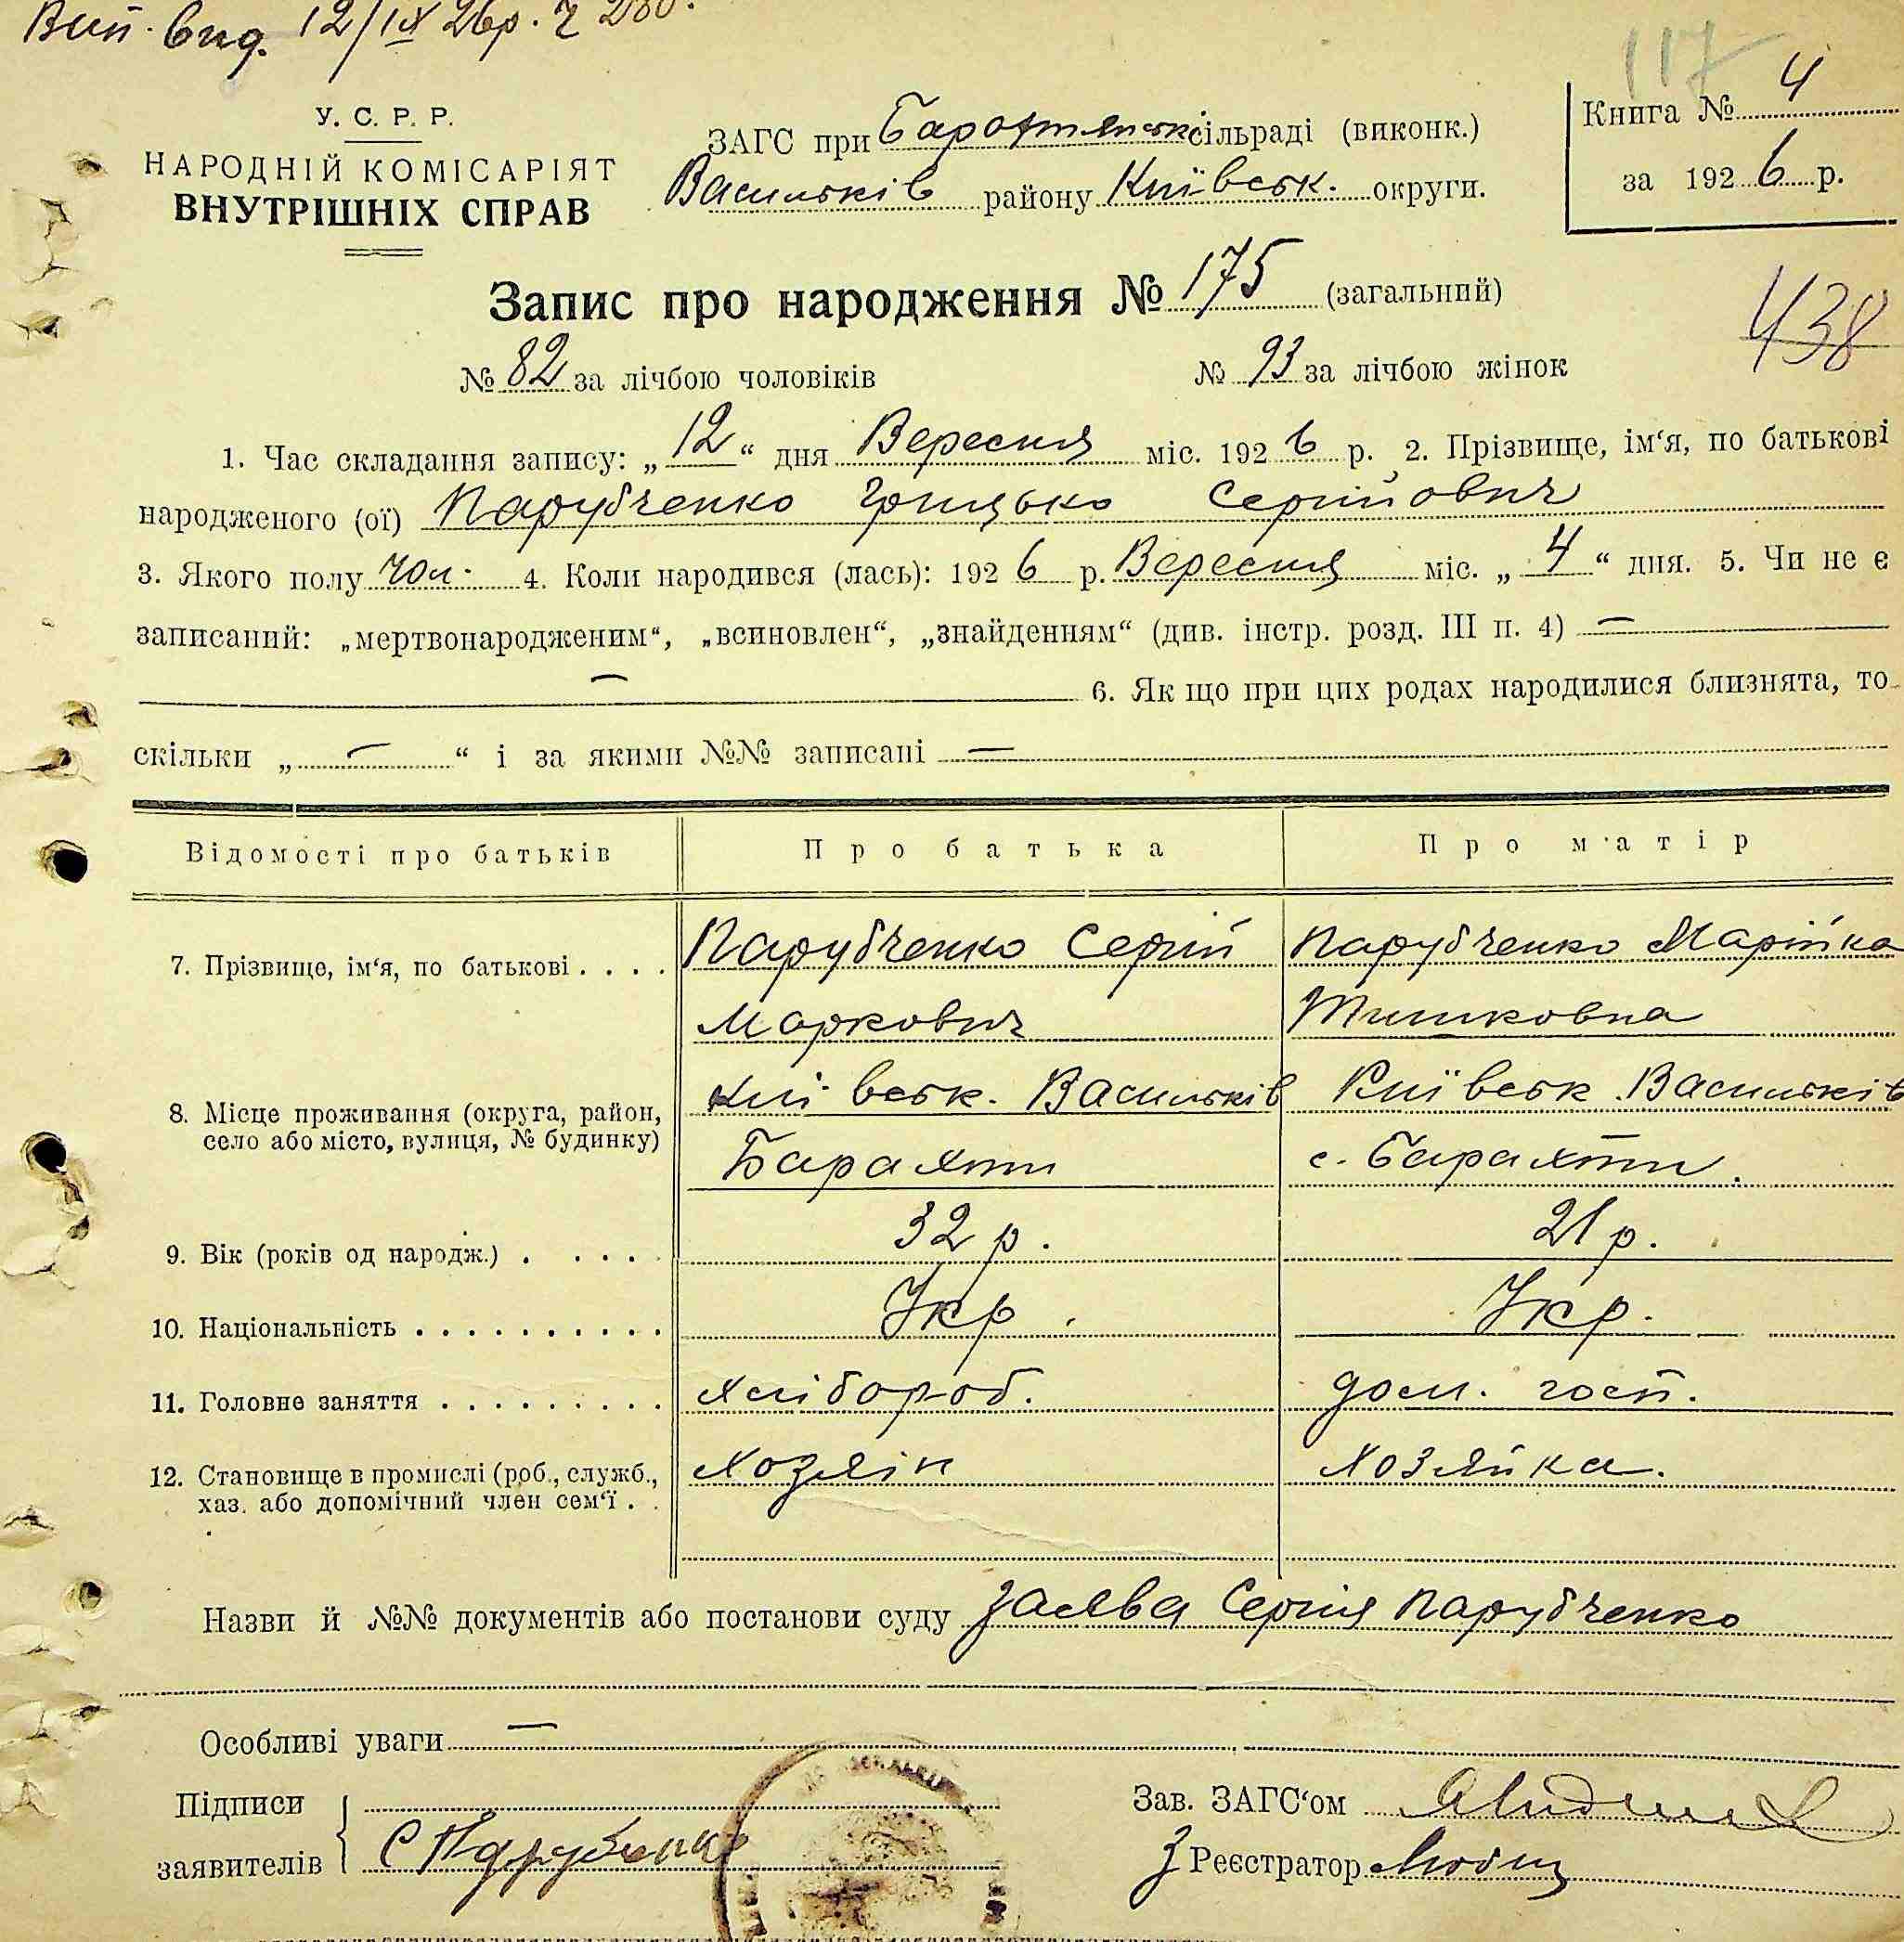 Вип. вид. 12/IX 26р. ч
117
У. С. Р. Р.
НАРОДНІЙ КОМІСАРІЯТ
ВНУТРІШНІХ СПРАВ
ЗАГС при Барахтянськ сільраді (виконк.)
Васильків району Київськ. округи.
Книга № 4
за 1926 р.
Запис про народження № 175 (загальний)
438
№ 82 за лічбою чоловіків № 93 за лічбою жінок
1. Час складання запису: „12“ дня Вересня міс. 1926 р. 2. Прізвище, ім‘я, по батькові
народженого (ої) Парубченко Грицько Сергійович
3. Якого полу чол. 4. Коли народився (лась): 1926 р. Вересня міс. „4“ дня. 5. Чи не є
записаний: „мертвонародженим“, „всиновлен“, „знайденням“ (див. інстр. розд. III п. 4) —
— 6. Як що при цих родах народилися близнята, то
скільки „ — “ і за якими №№ записані —
Відомості про батьків Про батька Про матір
7. Прізвище, ім‘я, по батькові . . . . Парубченко Сергій Парубченко Марійка
Маркович Тишковна
8. Місце проживання (округа, район, Київськ. Васильків Київськ. Васильків
село або місто, вулиця, № будинку) Барахти с. Барахти.
9. Вік (років од народж.) . . . . . 32 р. 21 р.
10. Національність . . . . . . . . . . Укр. Укр.
11. Головне заняття . . . . . . . . . хлібороб. дом. госп.
12. Становище в промислі (роб., служб., хозяін хозяйка.
хаз. або допомічний член сем‘ї . .
Назви й №№ документів або постанови суду Заява Сергія Парубченко
Особливі уваги —
Підписи
заявителів С Парубченко
Зав. ЗАГС‘ом
Реєстратор